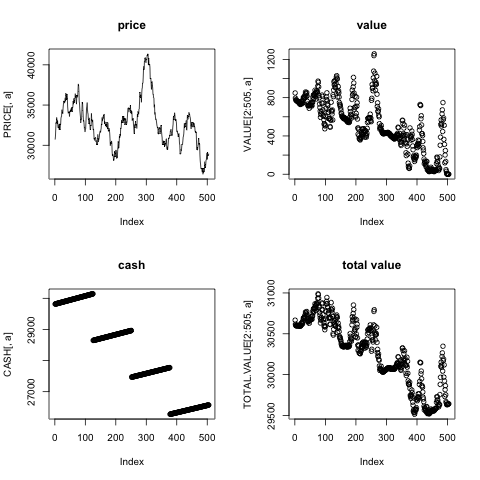 price
PRICE[, a]
30000 35000 40000
0 100 200 300 400 500
Index
value
VALUE[2:505, a]
0 400 800 1200
0 100 200 300 400 500
Index
cash
CASH[, a]
27000 29000
0 100 200 300 400 500
Index
total value
TOTAL.VALUE[2:505, a]
29500 30000 30500 31000
0 100 200 300 400 500
Index